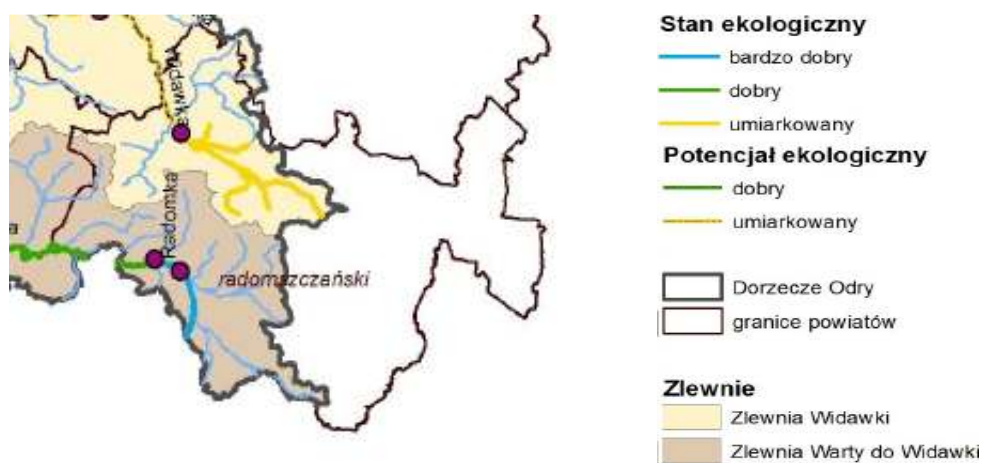 Widawka
Radomka
a
radomszczański
Stan ekologiczny
bardzo dobry
dobry
umiarkowany
Potencjał ekologiczny
dobry
umiarkowany
Dorzecze Odry
granice powiatów
Zlewnie
Zlewnia Widawki
Zlewnia Warty do Widawki